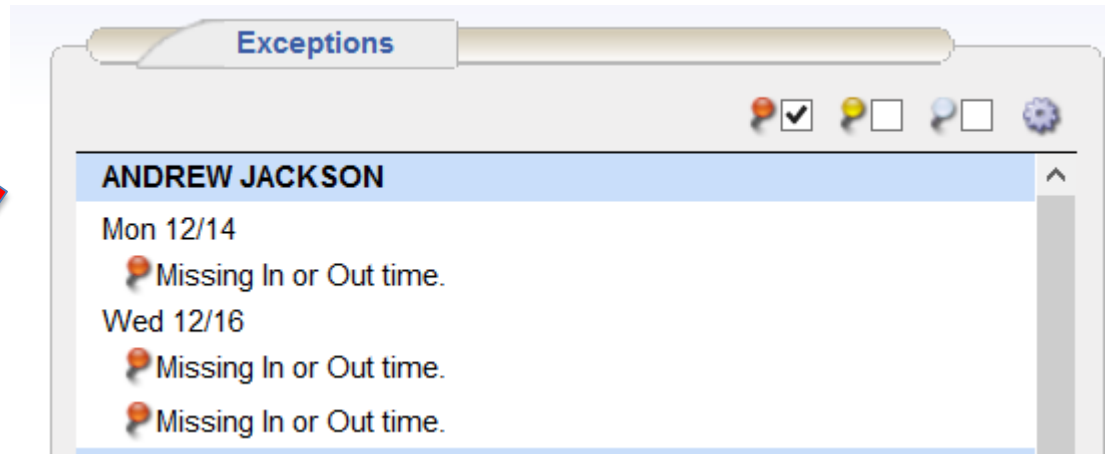 Exceptions
ANDREW JACKSON
Mon 12/14
Missing In or Out time.
Wed 12/16
Missing In or Out time.
Missing In or Out time.